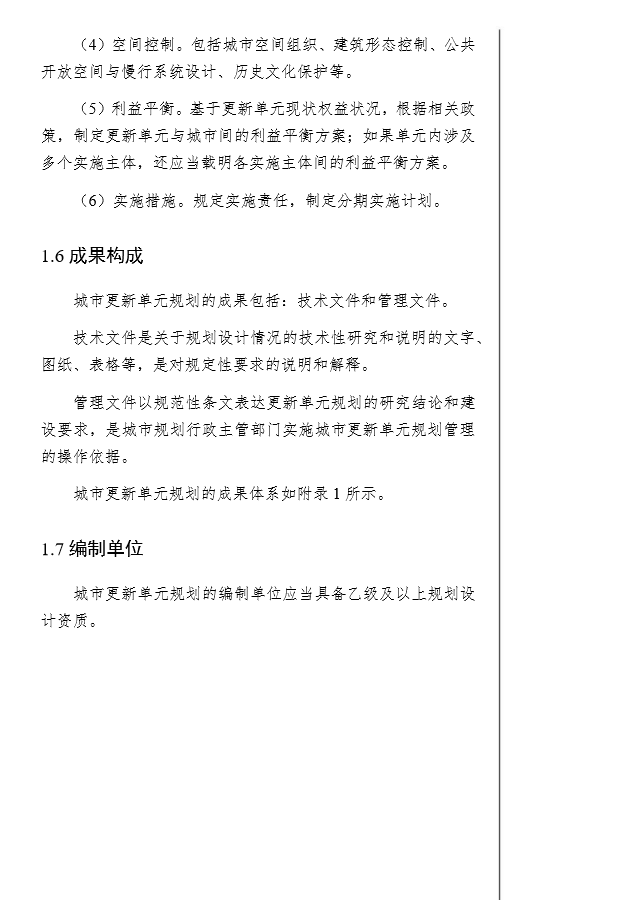 （4）空间控制。包括城市空间组织、建筑形态控制、公共
开放空间与慢行系统设计、历史文化保护等。
（5）利益平衡。基于更新单元现状权益状况，根据相关政
策，制定更新单元与城市间的利益平衡方案；如果单元内涉及
多个实施主体，还应当载明各实施主体间的利益平衡方案。
（6）实施措施。规定实施责任，制定分期实施计划。
1.6 成果构成
城市更新单元规划的成果包括：技术文件和管理文件。
技术文件是关于规划设计情况的技术性研究和说明的文字、
图纸、表格等，是对规定性要求的说明和解释。
管理文件以规范性条文表达更新单元规划的研究结论和建
设要求，是城市规划行政主管部门实施城市更新单元规划管理
的操作依据。
城市更新单元规划的成果体系如附录 1 所示。
1.7 编制单位
城市更新单元规划的编制单位应当具备乙级及以上规划设
计资质。